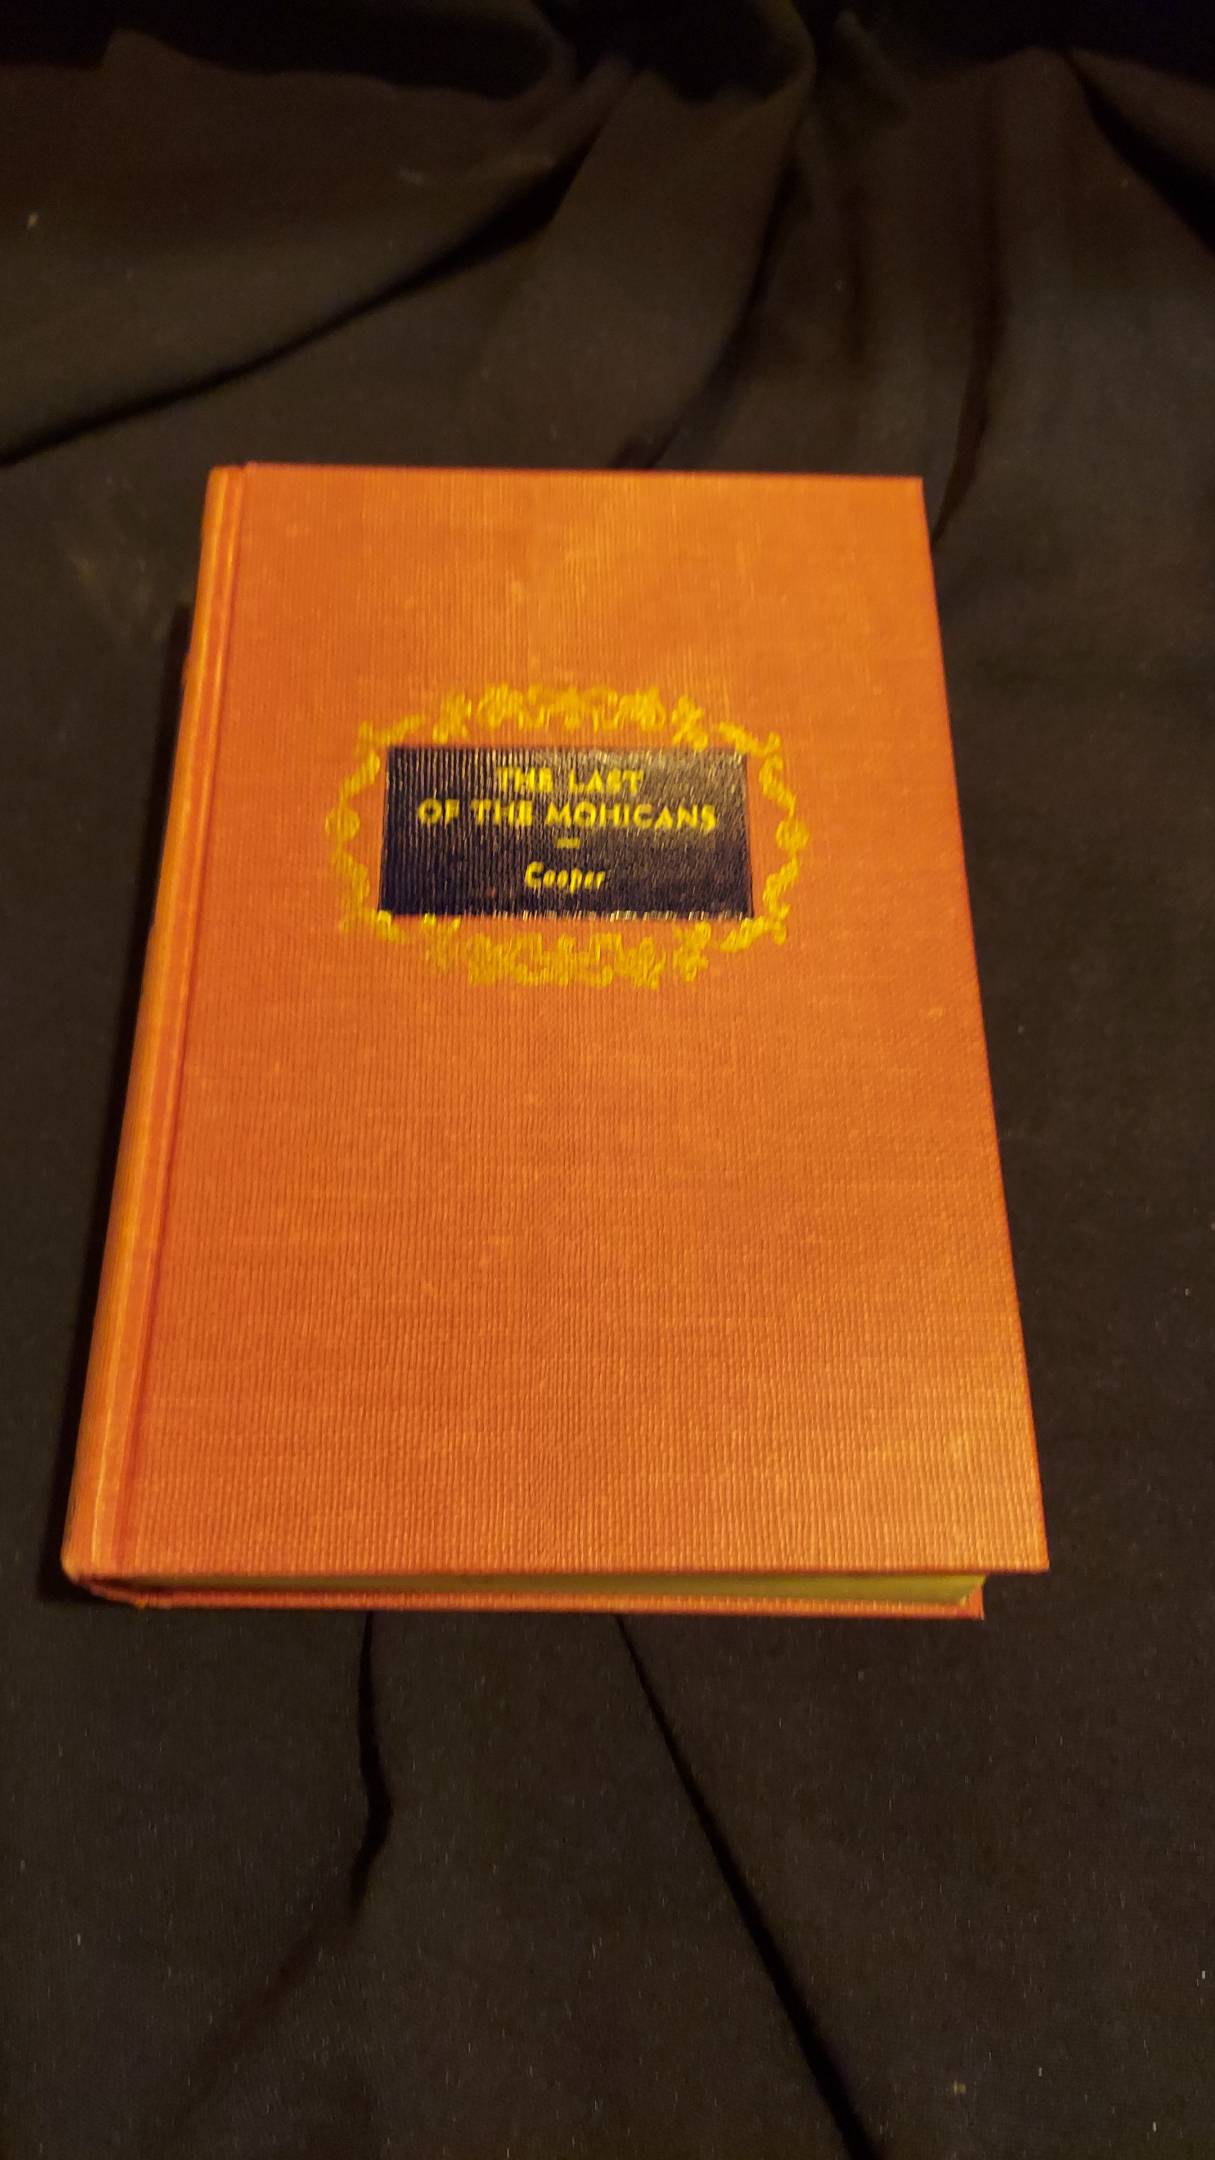 THE LAST
OF THE MOHICANS
—
Cooper